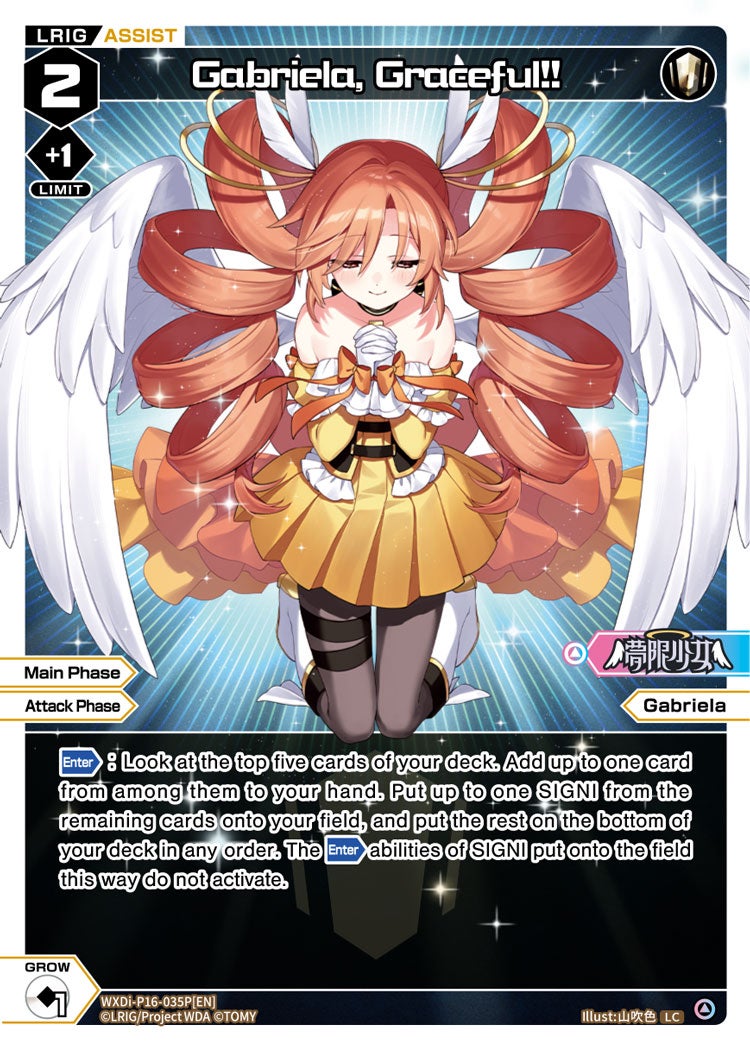 LRIG ASSIST
2
Gabriela, Graceful!!
+1
LIMIT
夢限少女
Main Phase
Attack Phase
Gabriela
Enter : Look at the top five cards of your deck. Add up to one card
from among them to your hand. Put up to one SIGNI from the
remaining cards onto your field, and put the rest on the bottom of
your deck in any order. The Enter abilities of SIGNI put onto the field
this way do not activate.
GROW
1
WXDi-P16-035P[EN]
©LRIG/Project WDA ©TOMY
Illust:山吹色 LC